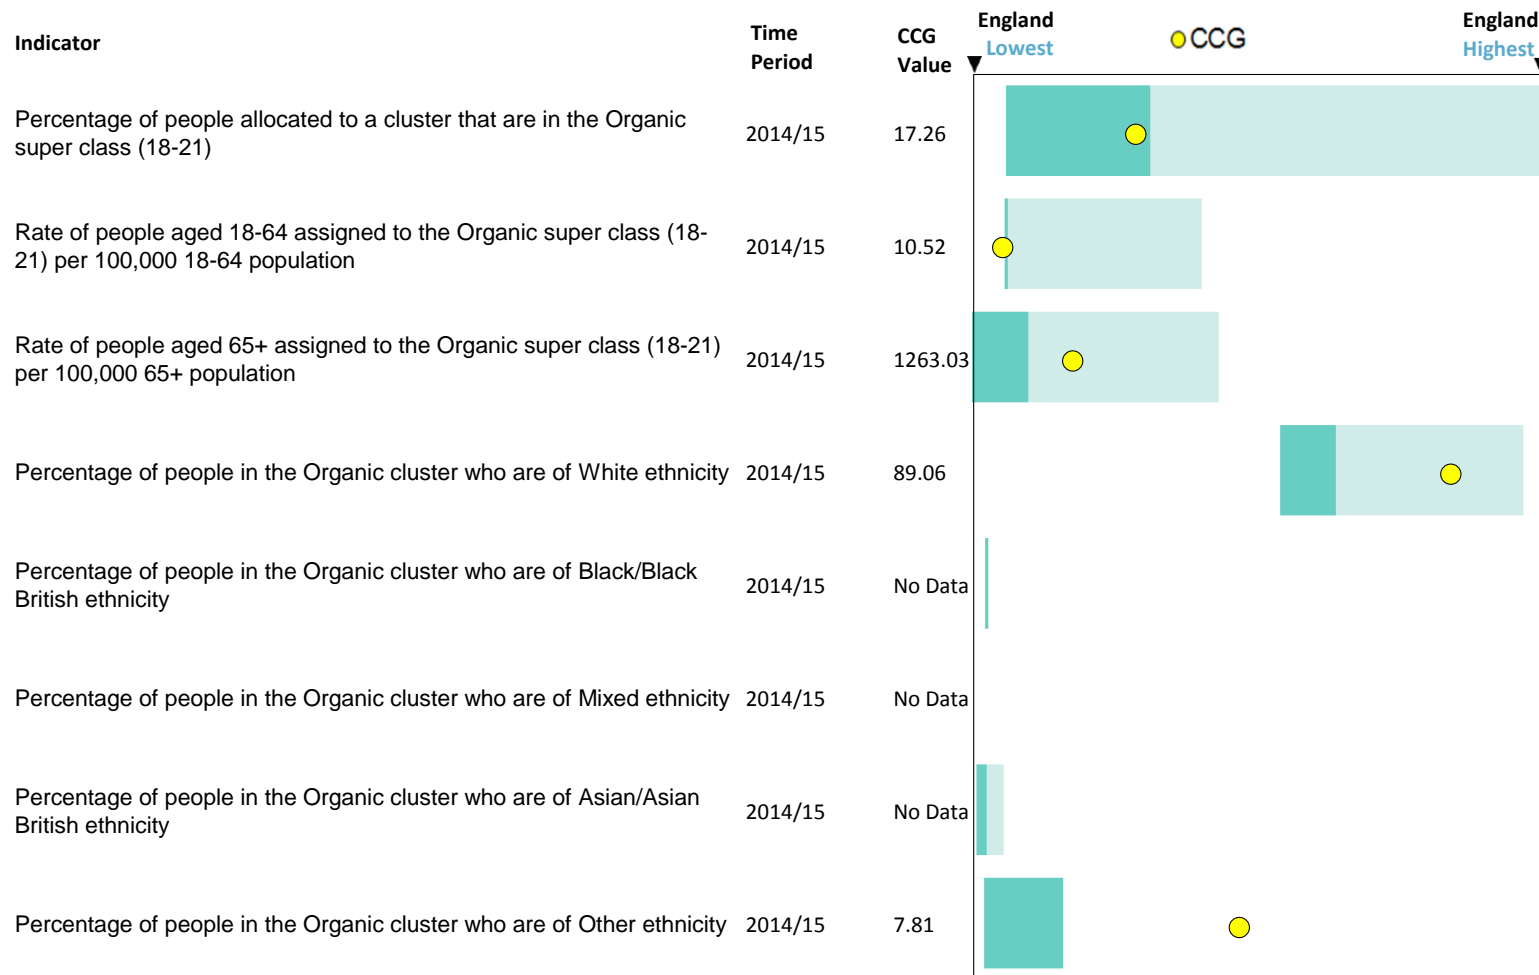 Indicator
Time
Period
CCG
Value
England
Lowest
CCG
England
Highest
Percentage of people allocated to a cluster that are in the Organic
super class (18-21)
2014/15
17.26
Rate of people aged 18-64 assigned to the Organic super class (18-
21) per 100,000 18-64 population
2014/15
10.52
Rate of people aged 65+ assigned to the Organic super class (18-21)
per 100,000 65+ population
2014/15
1263.03
Percentage of people in the Organic cluster who are of White ethnicity
2014/15
89.06
Percentage of people in the Organic cluster who are of Black/Black
British ethnicity
2014/15
No Data
Percentage of people in the Organic cluster who are of Mixed ethnicity
2014/15
No Data
Percentage of people in the Organic cluster who are of Asian/Asian
British ethnicity
2014/15
No Data
Percentage of people in the Organic cluster who are of Other ethnicity
2014/15
7.81